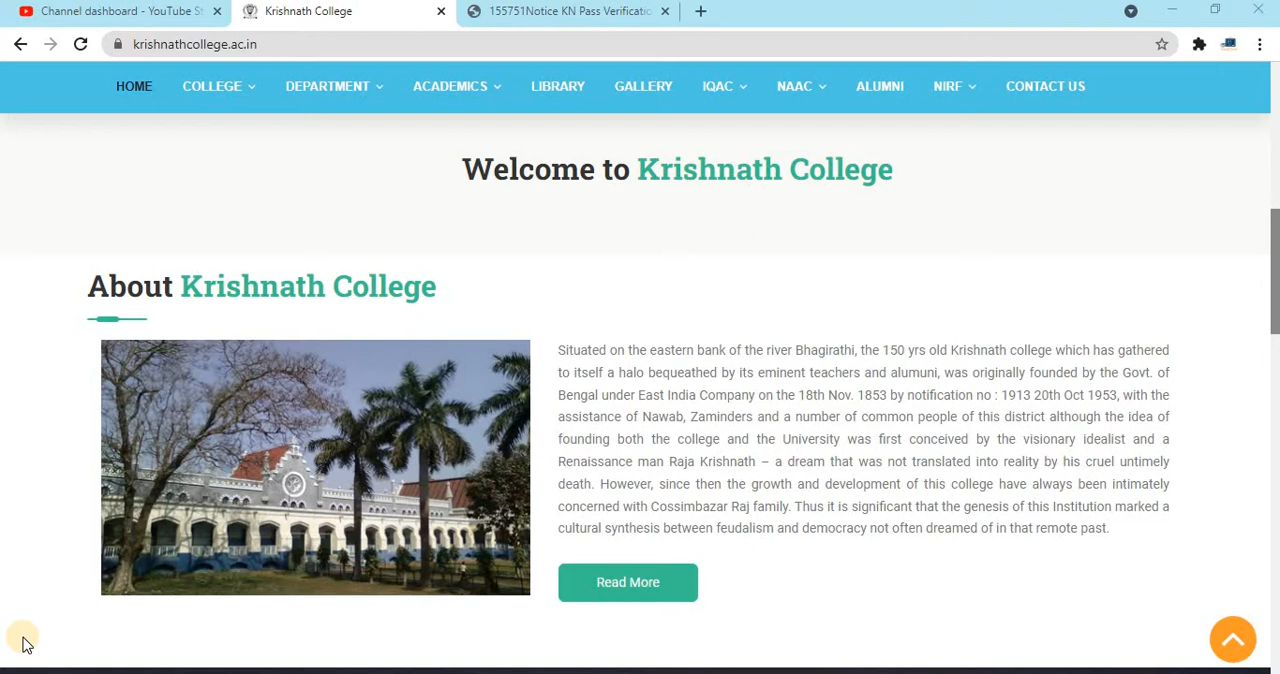 Channel dashboard - YouTube St
Krishnath College
155751Notice KN Pass Verificatio
krishnathcollege.ac.in
HOME COLLEGE DEPARTMENT ACADEMICS LIBRARY GALLERY IQAC NAAC ALUMNI NIRF CONTACT US
Welcome to Krishnath College
About Krishnath College
Situated on the eastern bank of the river Bhagirathi, the 150 yrs old Krishnath college which has gathered
to itself a halo bequeathed by its eminent teachers and alumuni, was originally founded by the Govt. of
Bengal under East India Company on the 18th Nov. 1853 by notification no : 1913 20th Oct 1953, with the
assistance of Nawab, Zaminders and a number of common people of this district although the idea of
founding both the college and the University was first conceived by the visionary idealist and a
Renaissance man Raja Krishnath – a dream that was not translated into reality by his cruel untimely
death. However, since then the growth and development of this college have always been intimately
concerned with Cossimbazar Raj family. Thus it is significant that the genesis of this Institution marked a
cultural synthesis between feudalism and democracy not often dreamed of in that remote past.
Read More